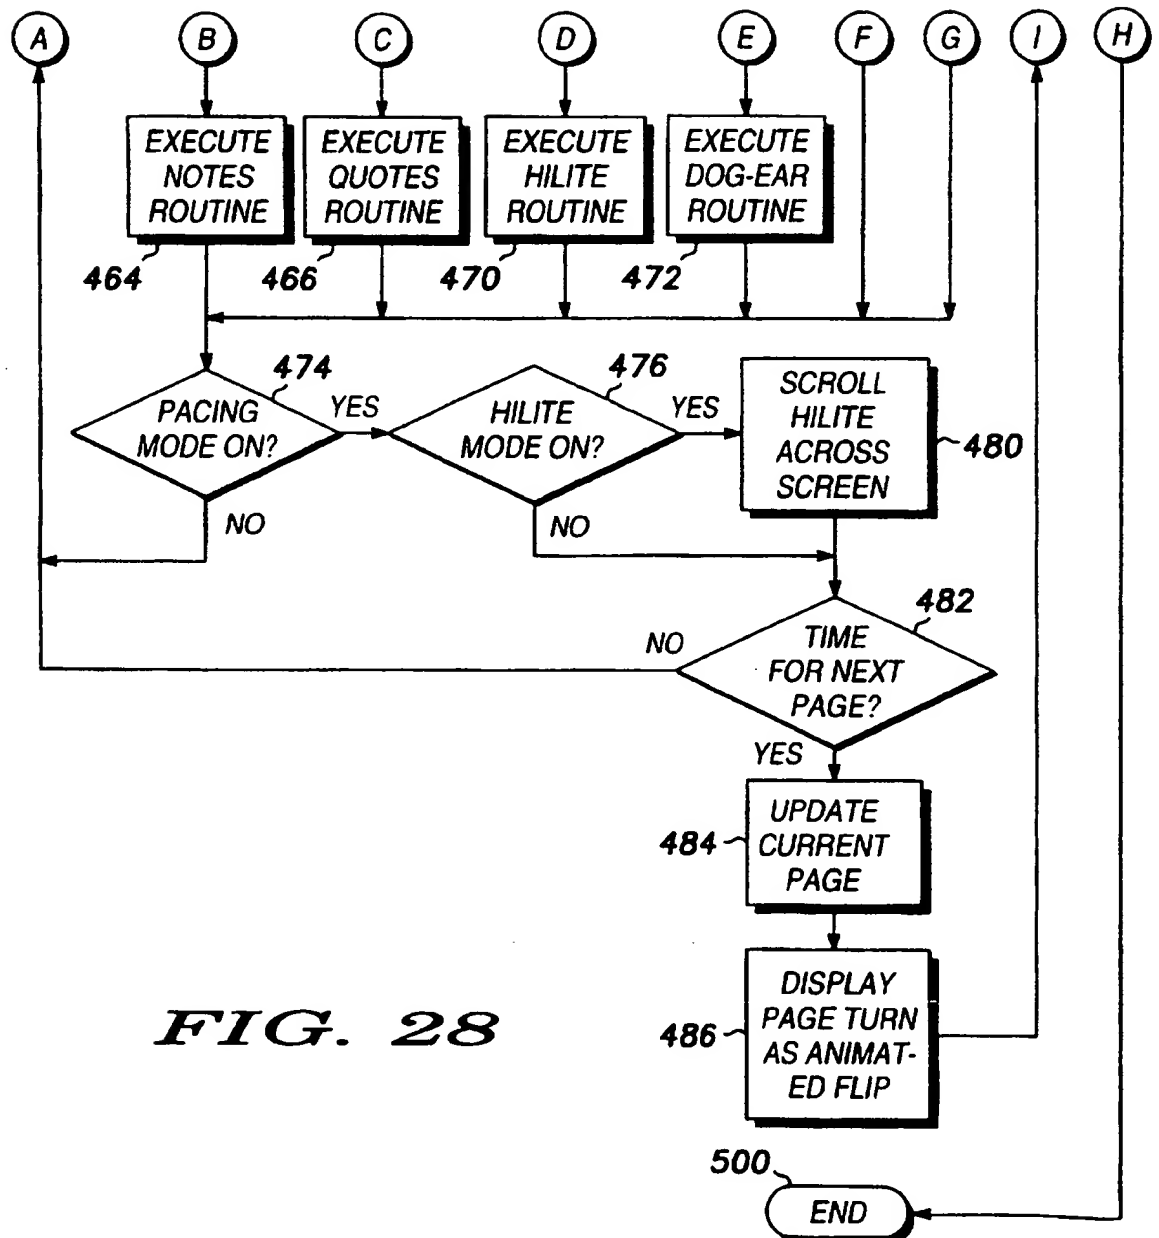 A
B
C
D
E
F
G
I
H
EXECUTE
NOTES
ROUTINE
464
EXECUTE
QUOTES
ROUTINE
466
EXECUTE
HILITE
ROUTINE
470
EXECUTE
DOG-EAR
ROUTINE
472
474
PACING
MODE ON?
YES
NO
476
HILITE
MODE ON?
YES
NO
SCROLL
HILITE
ACROSS
SCREEN
480
482
TIME
FOR NEXT
PAGE?
NO
YES
UPDATE
CURRENT
PAGE
484
DISPLAY
PAGE TURN
AS ANIMAT-
ED FLIP
486
FIG. 28
500
END